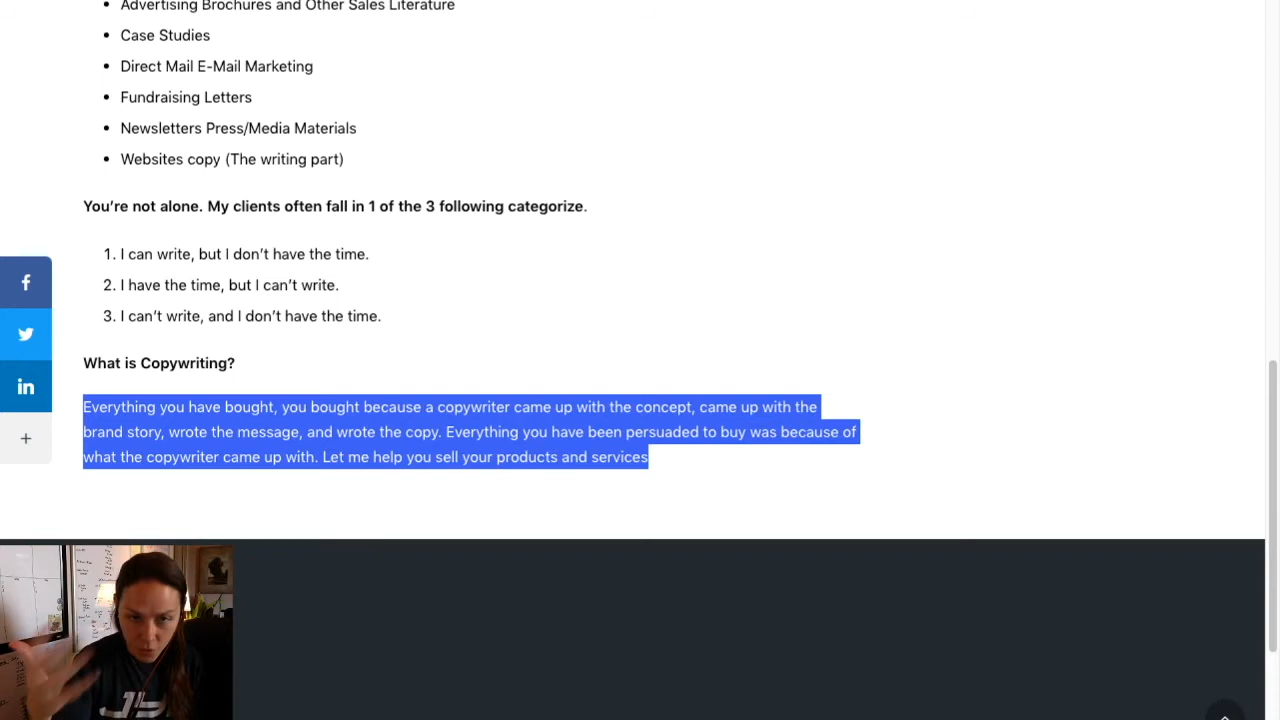 Advertising Brochures and Other Sales Literature
Case Studies
Direct Mail E-Mail Marketing
Fundraising Letters
Newsletters Press/Media Materials
Websites copy (The writing part)
You’re not alone. My clients often fall in 1 of the 3 following categorize.
1. I can write, but I don’t have the time.
2. I have the time, but I can’t write.
3. I can’t write, and I don’t have the time.
What is Copywriting?
Everything you have bought, you bought because a copywriter came up with the concept, came up with the
brand story, wrote the message, and wrote the copy. Everything you have been persuaded to buy was because of
what the copywriter came up with. Let me help you sell your products and services